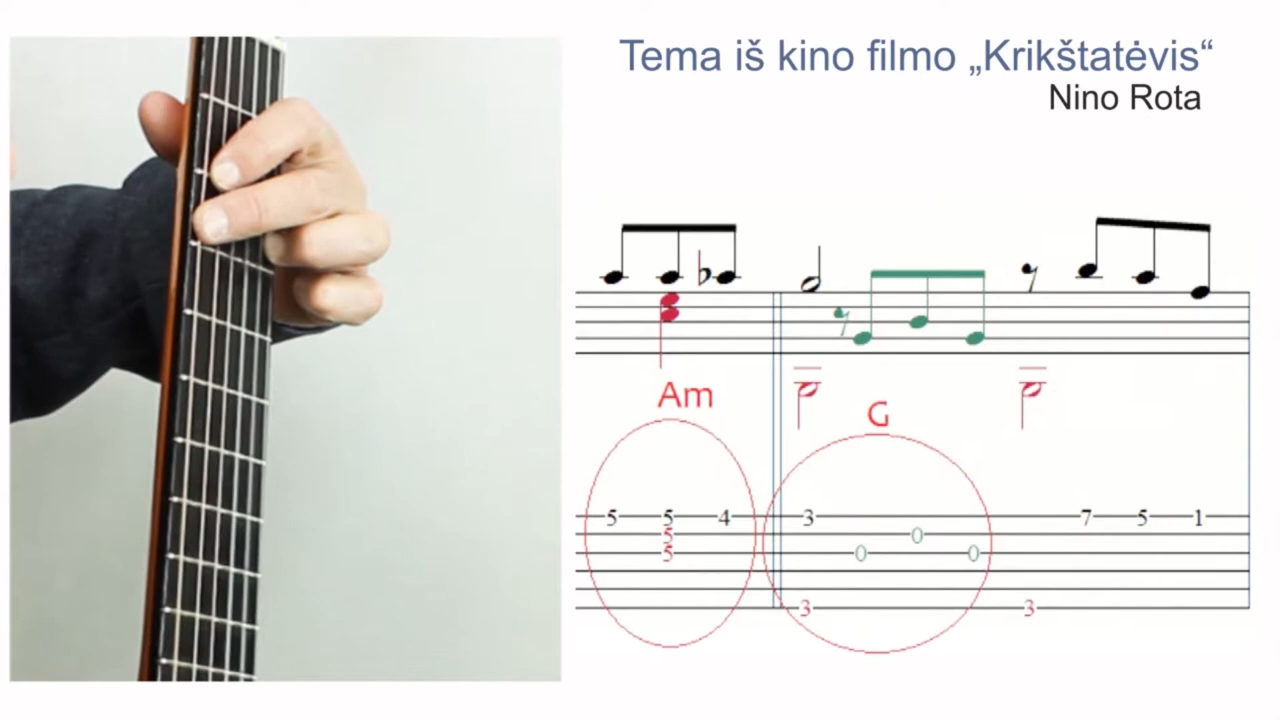 Tema iš kino filmo „Krikštatėvis“
Nino Rota
Am
G
5 5 4 3 7 5 1
5 0
5 0 0
3 3